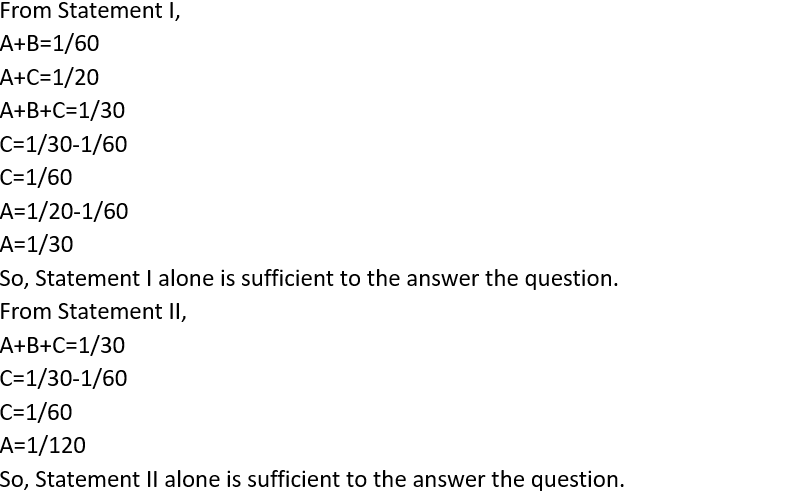 From Statement I,
A+B=1/60
A+C=1/20
A+B+C=1/30
C=1/30-1/60
C=1/60
A=1/20-1/60
A=1/30
So, Statement I alone is sufficient to the answer the question.
From Statement II,
A+B+C=1/30
C=1/30-1/60
C=1/60
A=1/120
So, Statement II alone is sufficient to the answer the question.